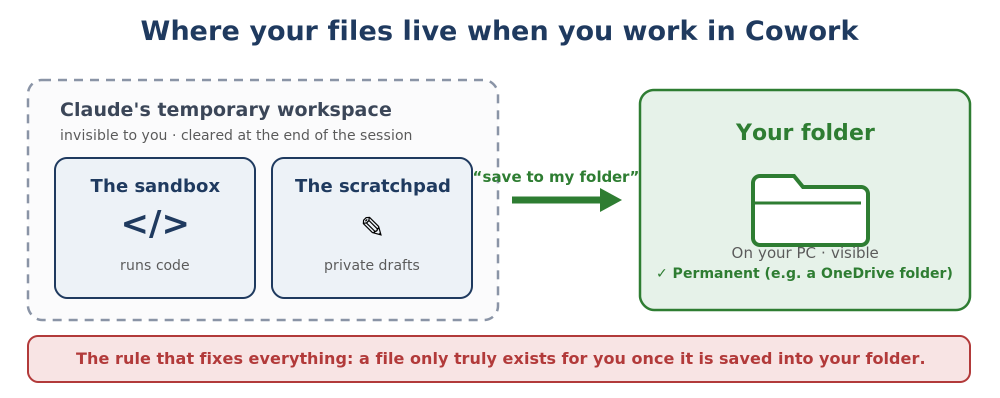 Where your files live when you work in Cowork
Claude's temporary workspace
invisible to you · cleared at the end of the session
The sandbox
</>
runs code
The scratchpad
✎
private drafts
“save to my folder”
Your folder
On your PC · visible
✓ Permanent (e.g. a OneDrive folder)
The rule that fixes everything: a file only truly exists for you once it is saved into your folder.